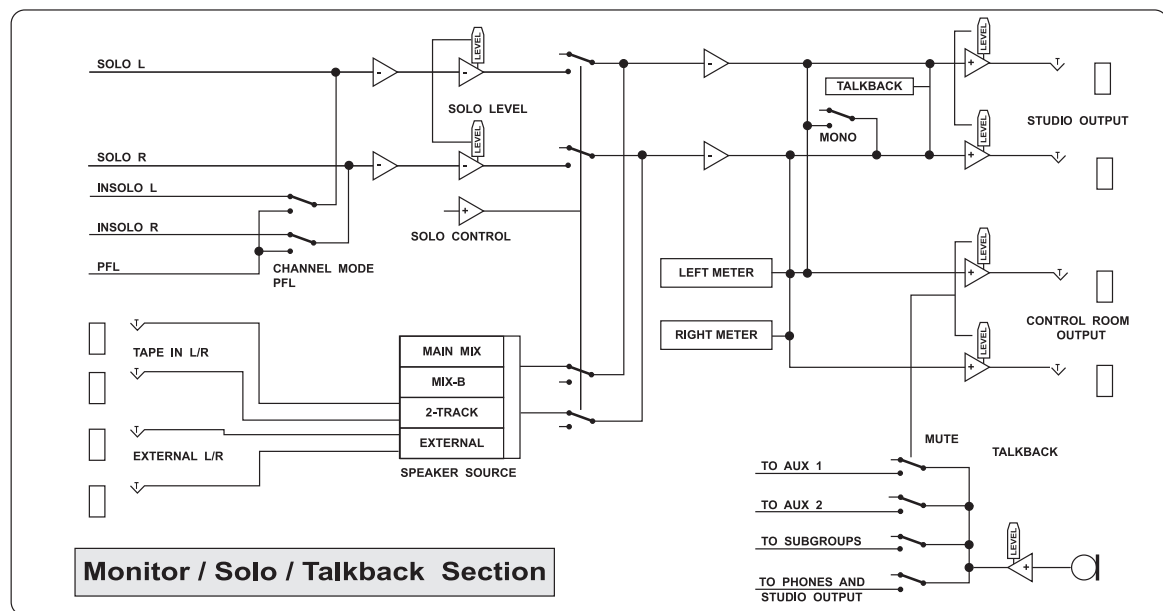 SOLO L
LEVEL
SOLO LEVEL
SOLO R
LEVEL
INSOLO L
INSOLO R
PFL
CHANNEL MODE
PFL
SOLO CONTROL
+
-
-
-
-
-
-
TALKBACK
MONO
LEVEL
+
T
STUDIO OUTPUT
LEVEL
+
T
LEFT METER
RIGHT METER
LEVEL
+
T
CONTROL ROOM
OUTPUT
LEVEL
+
T
T
TAPE IN L/R
T
T
EXTERNAL L/R
T
MAIN MIX
MIX-B
2-TRACK
EXTERNAL
SPEAKER SOURCE
MUTE
TALKBACK
TO AUX 1
TO AUX 2
TO SUBGROUPS
TO PHONES AND
STUDIO OUTPUT
LEVEL
+
Monitor / Solo / Talkback Section